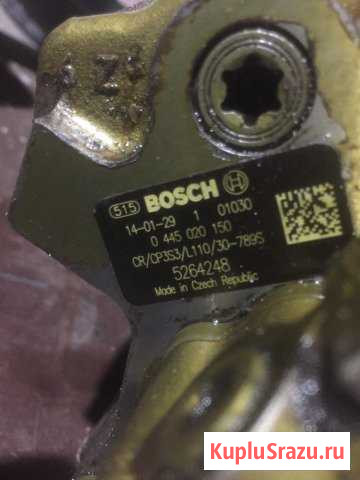 515 BOSCH
14-01-29 1 01030
0 445 020 150
CR/CP3S3/L110/30-789S
5264248
Made in Czech Republic
KupluSrazu.ru